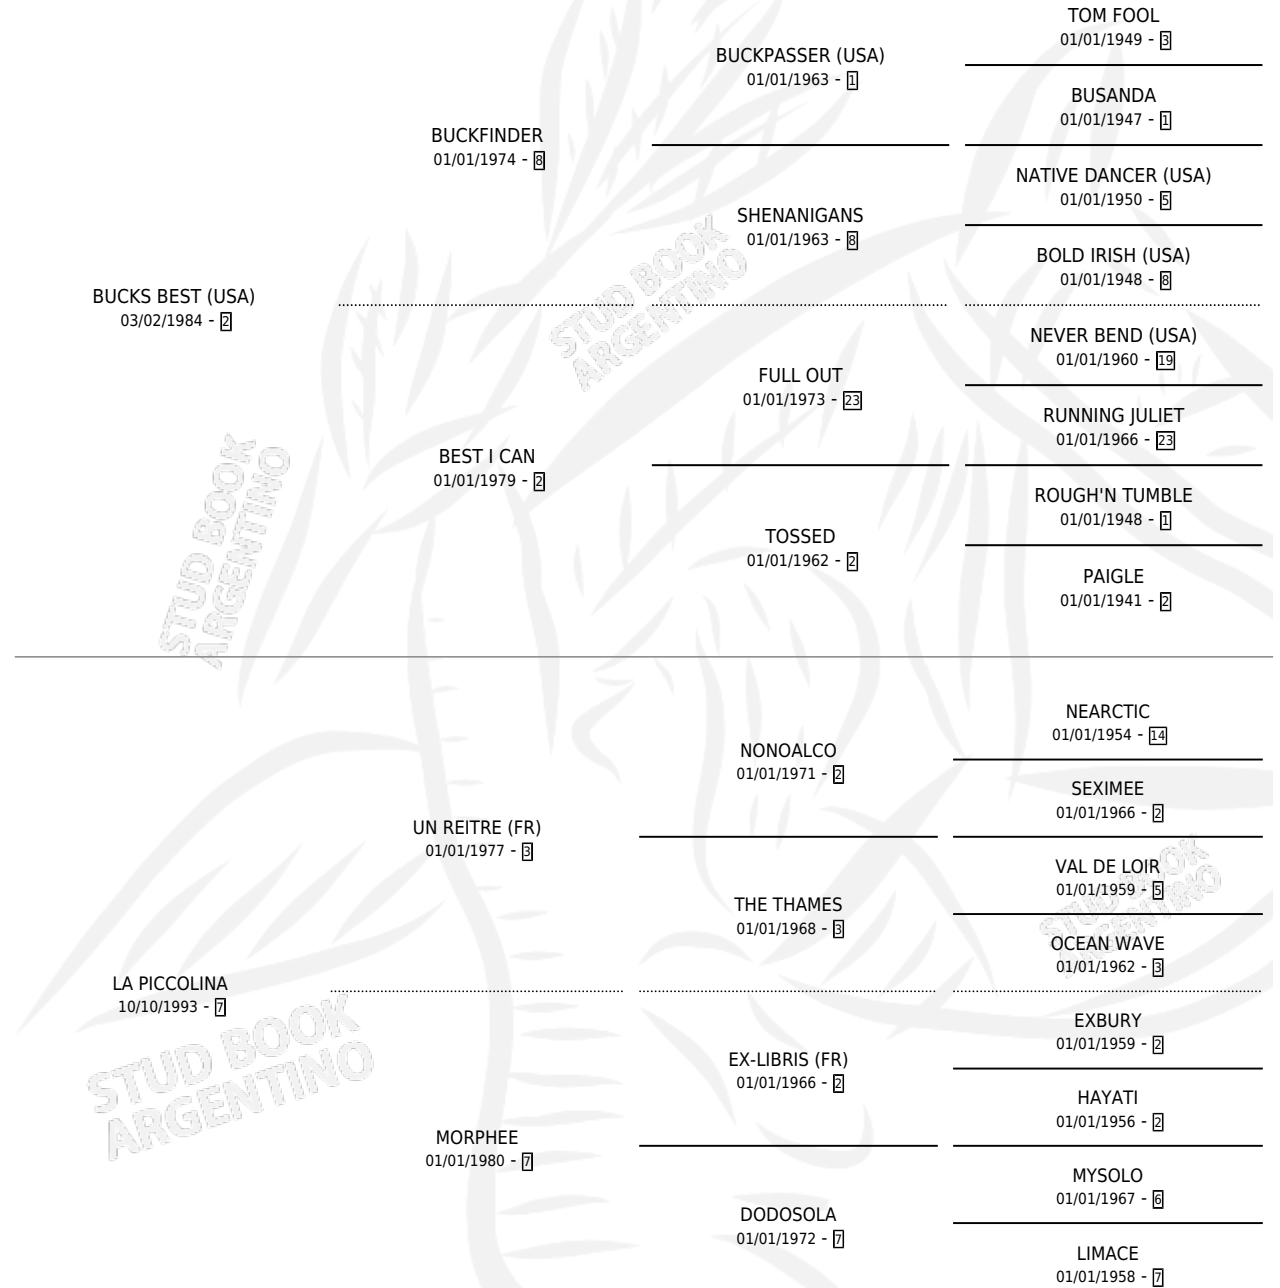 TOM FOOL
01/01/1949 - 3
BUCKPASSER (USA)
01/01/1963 - 1
BUSANDA
01/01/1947 - 1
BUCKFINDER
01/01/1974 - 8
NATIVE DANCER (USA)
01/01/1950 - 5
SHENANIGANS
01/01/1963 - 8
BOLD IRISH (USA)
01/01/1948 - 8
BUCKS BEST (USA)
03/02/1984 - 2
STUD BOOK
ARGENTINO
NEVER BEND (USA)
01/01/1960 - 19
FULL OUT
01/01/1973 - 23
RUNNING JULIET
01/01/1966 - 23
BEST I CAN
01/01/1979 - 2
ROUGH'N TUMBLE
01/01/1948 - 1
TOSSED
01/01/1962 - 2
PAIGLE
01/01/1941 - 2
STUD BOOK
ARGENTINO
NEARCTIC
01/01/1954 - 14
NONOALCO
01/01/1971 - 2
SEXIMEE
01/01/1966 - 2
UN REITRE (FR)
01/01/1977 - 3
VAL DE LOIR
01/01/1959 - 5
THE THAMES
01/01/1968 - 3
OCEAN WAVE
01/01/1962 - 3
STUD BOOK
ARGENTINO
LA PICCOLINA
10/10/1993 - 7
EXBURY
01/01/1959 - 2
EX-LIBRIS (FR)
01/01/1966 - 2
HAYATI
01/01/1956 - 2
STUD BOOK
ARGENTINO
MORPHEE
01/01/1980 - 7
MYSOLO
01/01/1967 - 6
DODOSOLA
01/01/1972 - 7
LIMACE
01/01/1958 - 7